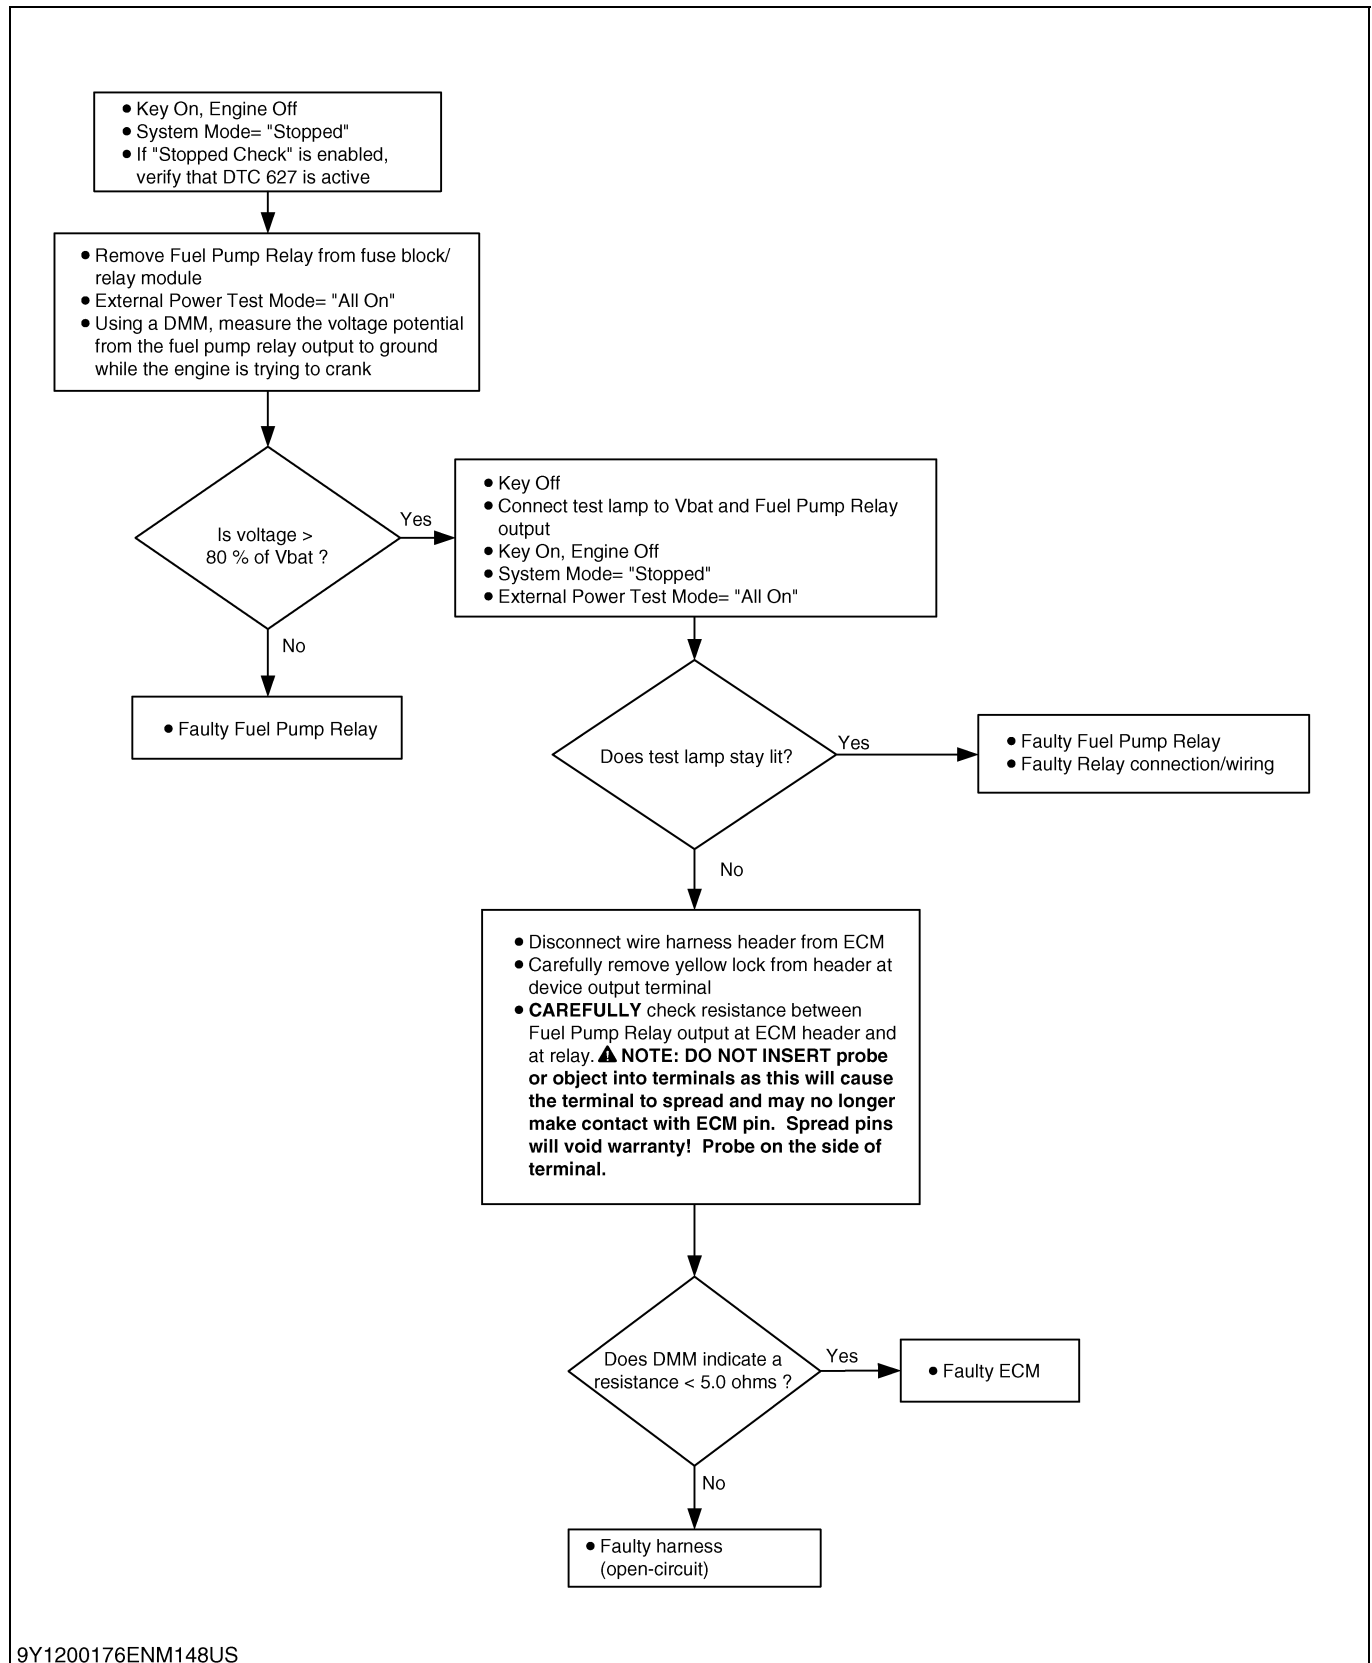 ● Key On, Engine Off
● System Mode= "Stopped"
● If "Stopped Check" is enabled,
verify that DTC 627 is active
● Remove Fuel Pump Relay from fuse block/
relay module
● External Power Test Mode= "All On"
● Using a DMM, measure the voltage potential
from the fuel pump relay output to ground
while the engine is trying to crank
Is voltage >
80 % of Vbat ?
Yes
● Key Off
● Connect test lamp to Vbat and Fuel Pump Relay
output
● Key On, Engine Off
● System Mode= "Stopped"
● External Power Test Mode= "All On"
No
● Faulty Fuel Pump Relay
Does test lamp stay lit?
Yes
● Faulty Fuel Pump Relay
● Faulty Relay connection/wiring
No
● Disconnect wire harness header from ECM
● Carefully remove yellow lock from header at
device output terminal
● CAREFULLY check resistance between
Fuel Pump Relay output at ECM header and
at relay. NOTE: DO NOT INSERT probe
or object into terminals as this will cause
the terminal to spread and may no longer
make contact with ECM pin. Spread pins
will void warranty! Probe on the side of
terminal.
Does DMM indicate a
resistance < 5.0 ohms ?
Yes
● Faulty ECM
No
● Faulty harness
(open-circuit)
9Y1200176ENM148US